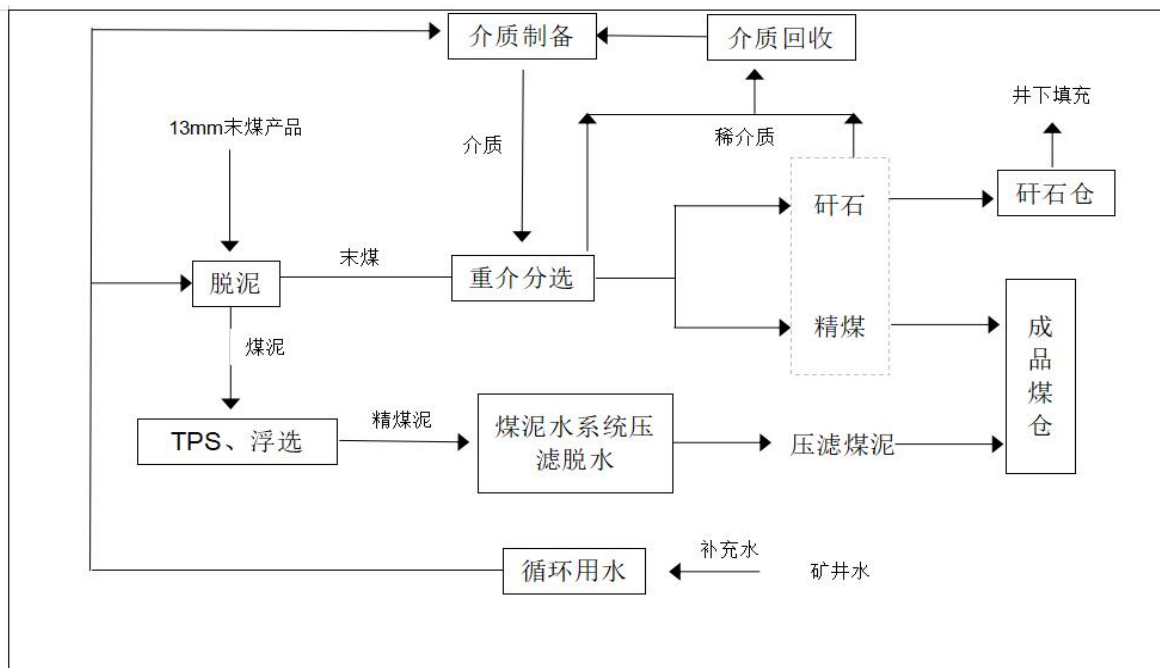 介质制备
介质回收
井下填充
13mm末煤产品
介质
稀介质
矸石
矸石仓
末煤
脱泥
重介分选
成
品
煤
仓
精煤
煤泥
TPS、浮选
精煤泥
煤泥水系统压
滤脱水
压滤煤泥
循环用水
补充水
矿井水